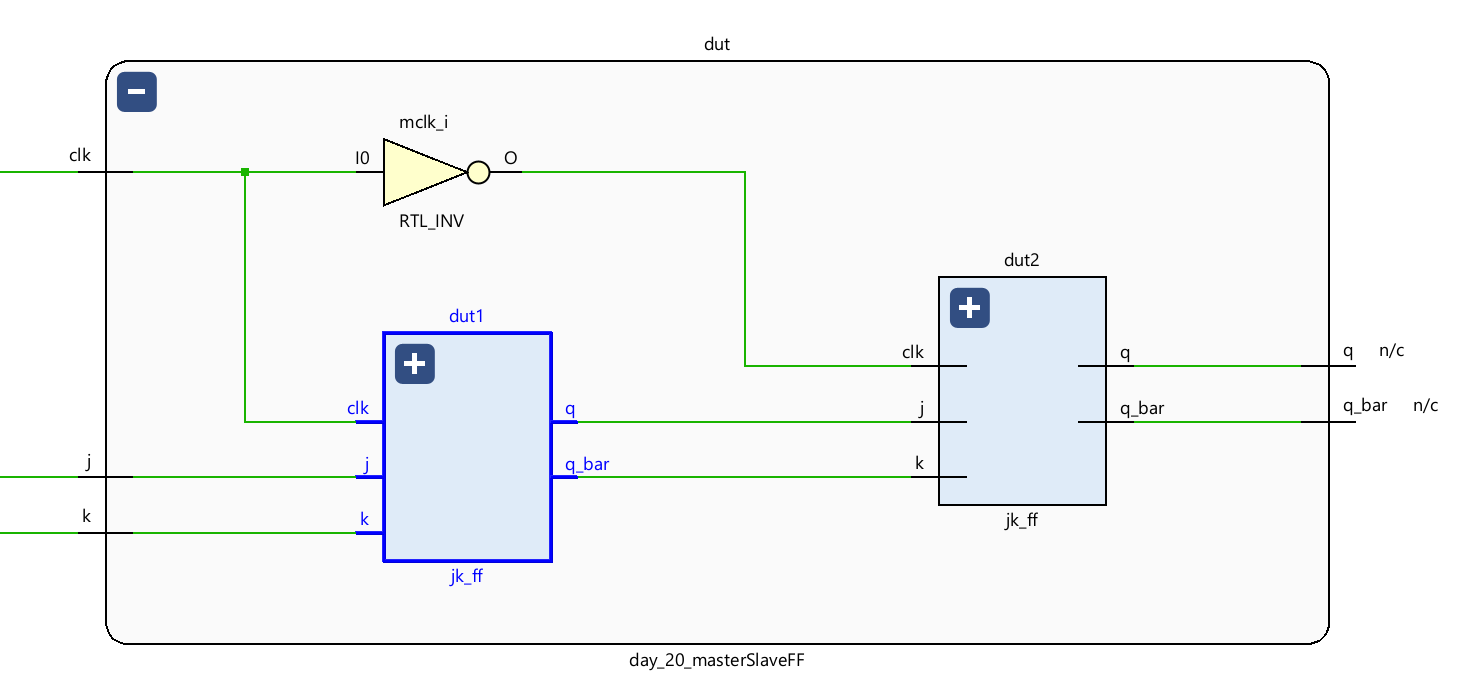 dut
mclk_i
clk
I0
O
RTL_INV
dut2
dut1
clk
q
q n/c
clk
q
j
q_bar
q_bar n/c
j
j
q_bar
k
k
k
jk_ff
jk_ff
day_20_masterSlaveFF